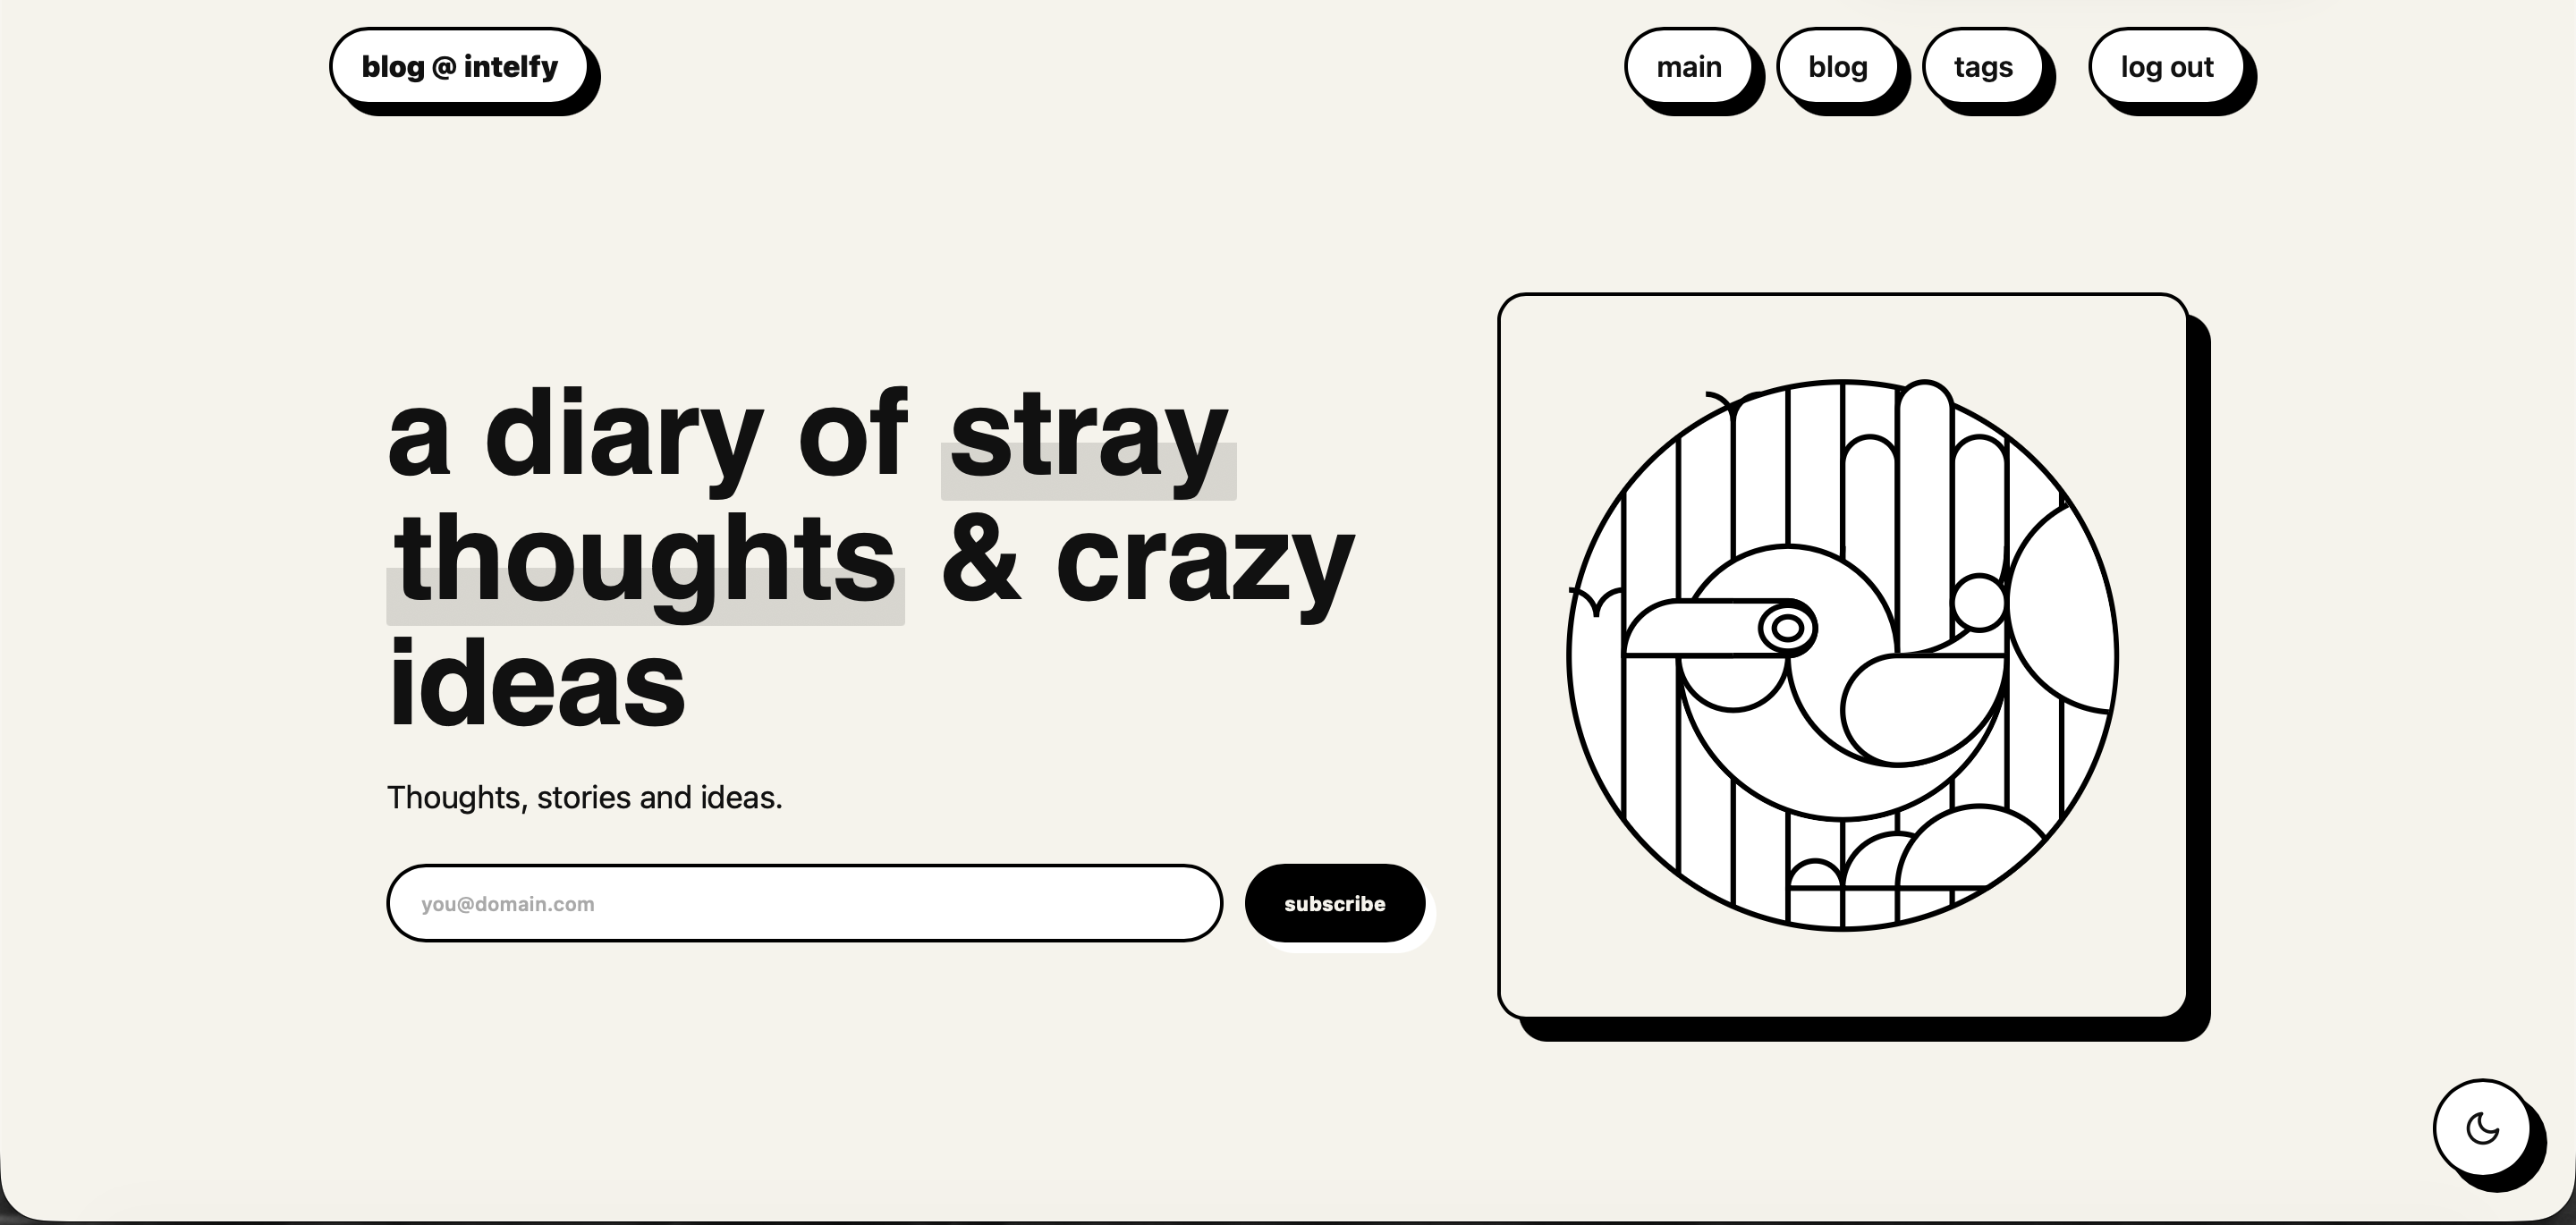 blog @ intelfy
main
blog
tags
log out
a diary of stray
thoughts & crazy
ideas
Thoughts, stories and ideas.
you@domain.com
subscribe